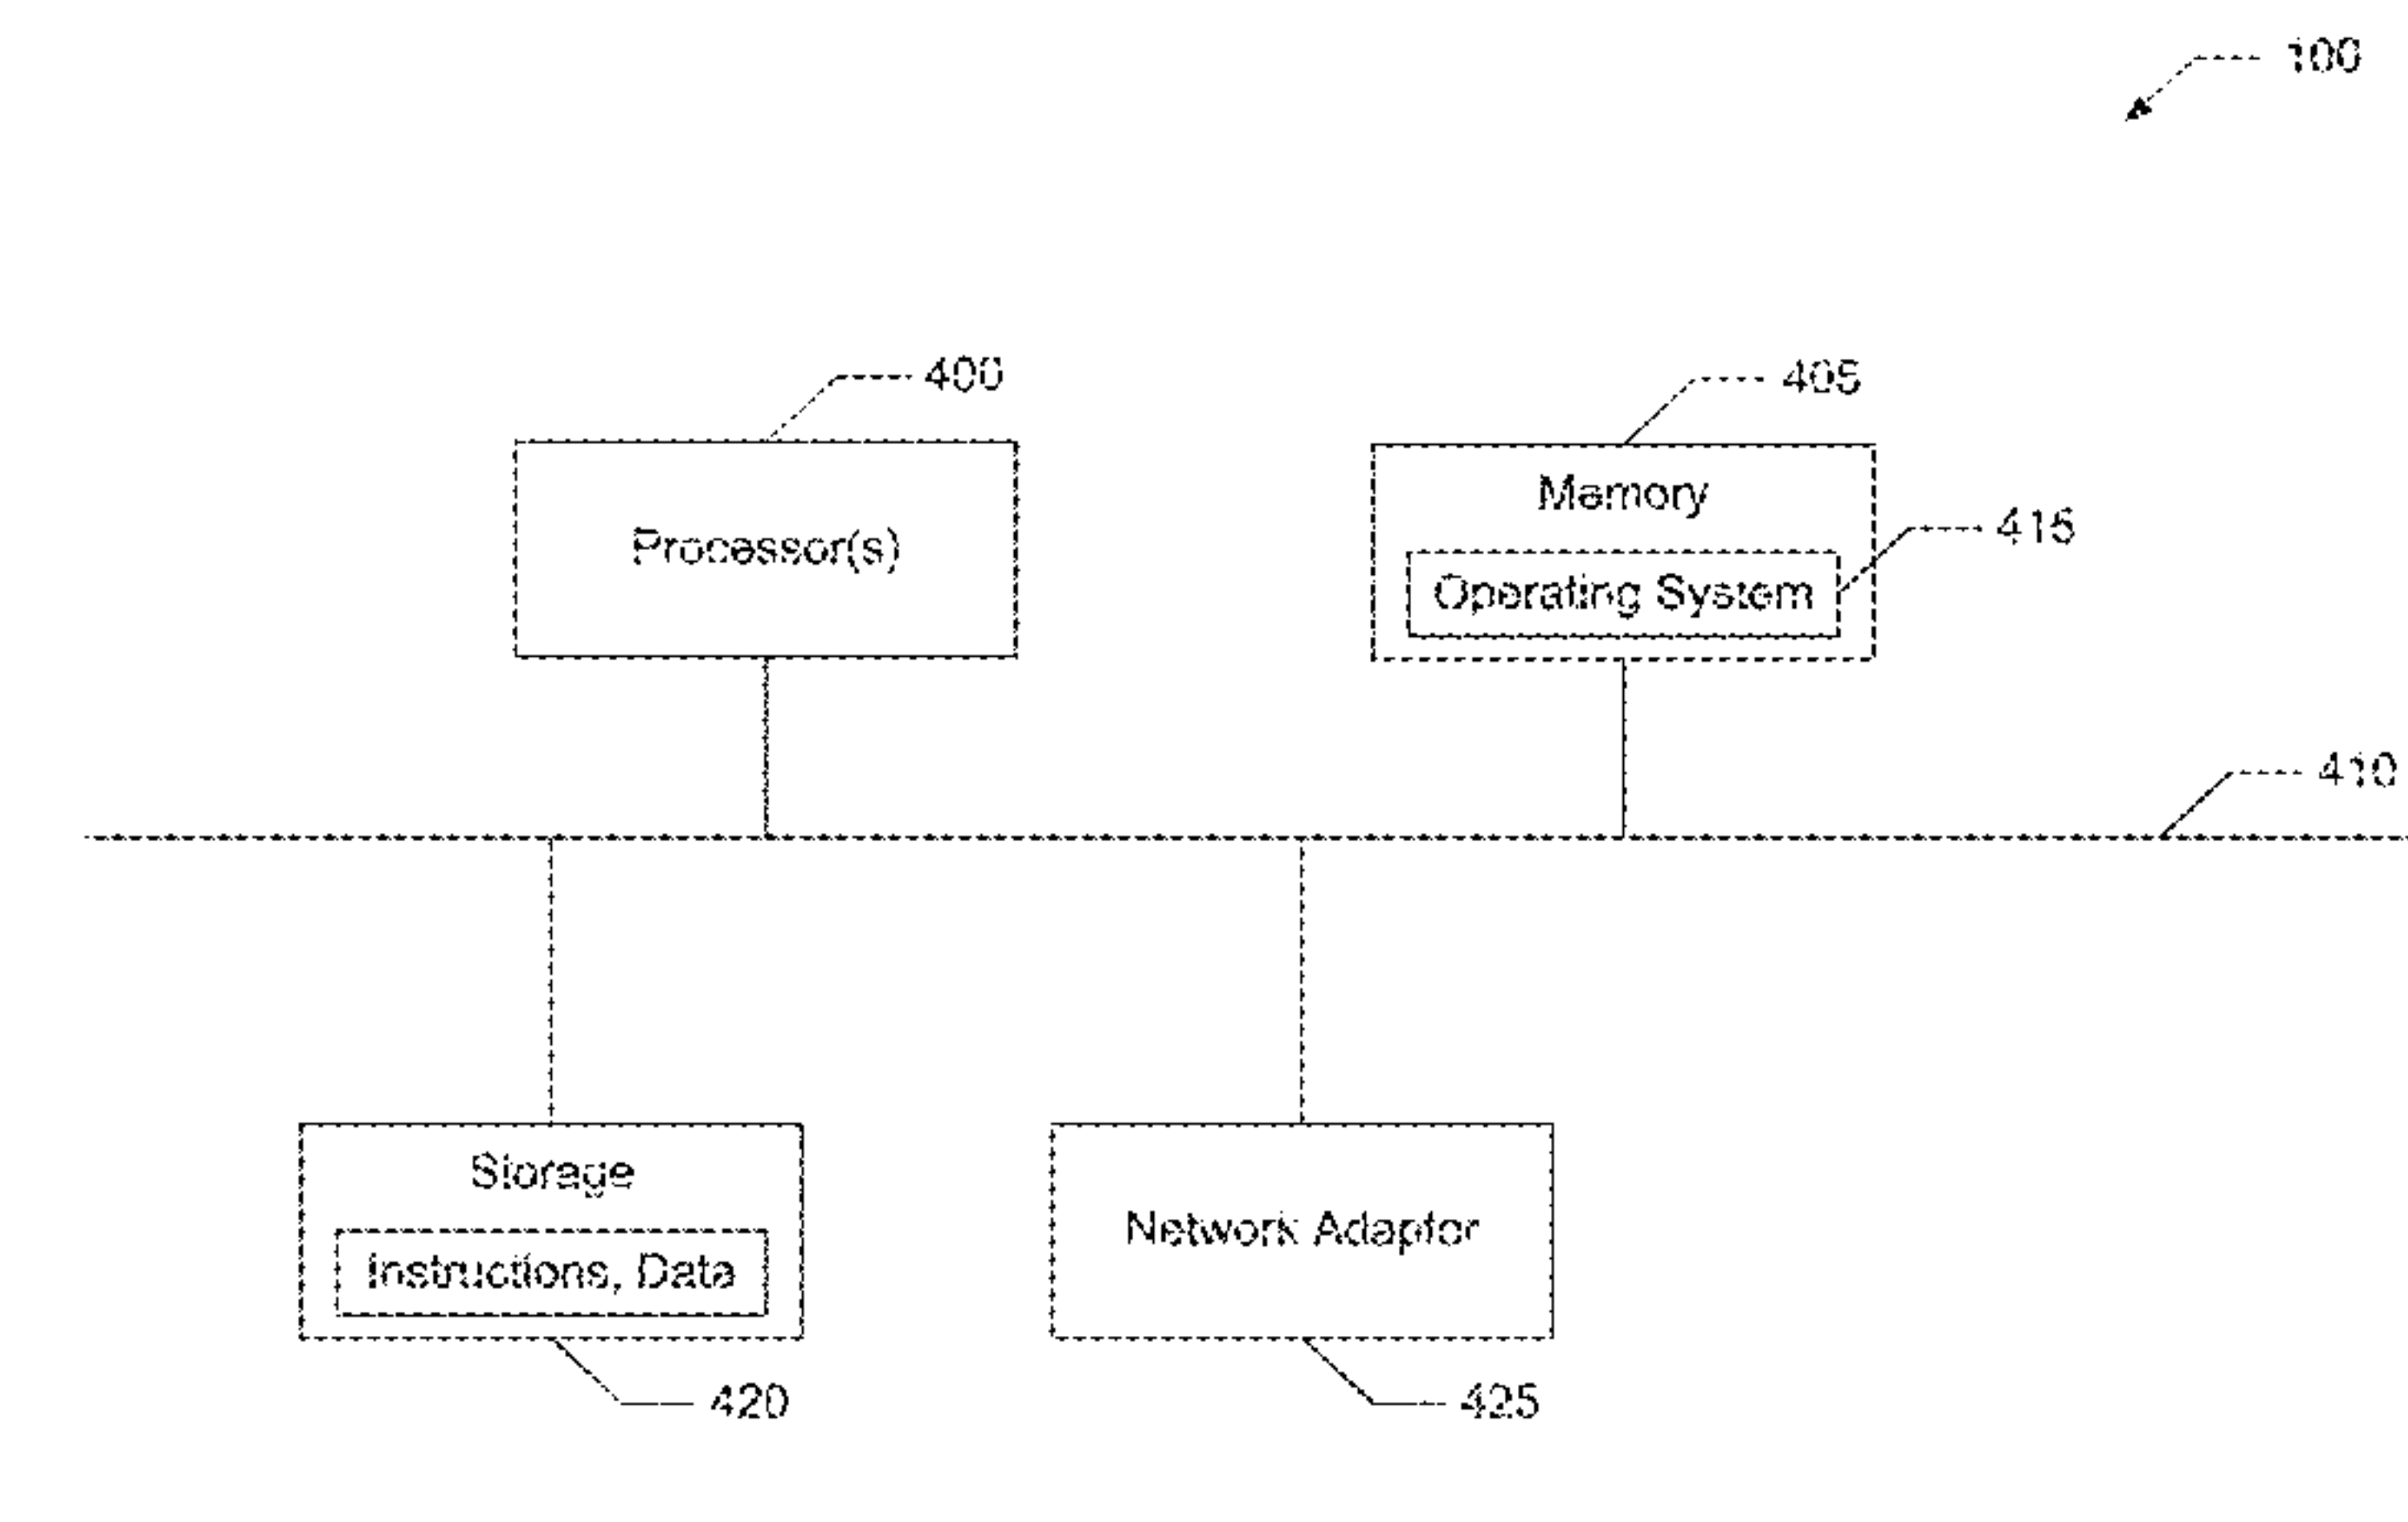 100
400
405
Processor(s)
Memory
415
Operating System
410
Storage
Instructions, Data
Network Adaptor
420
425